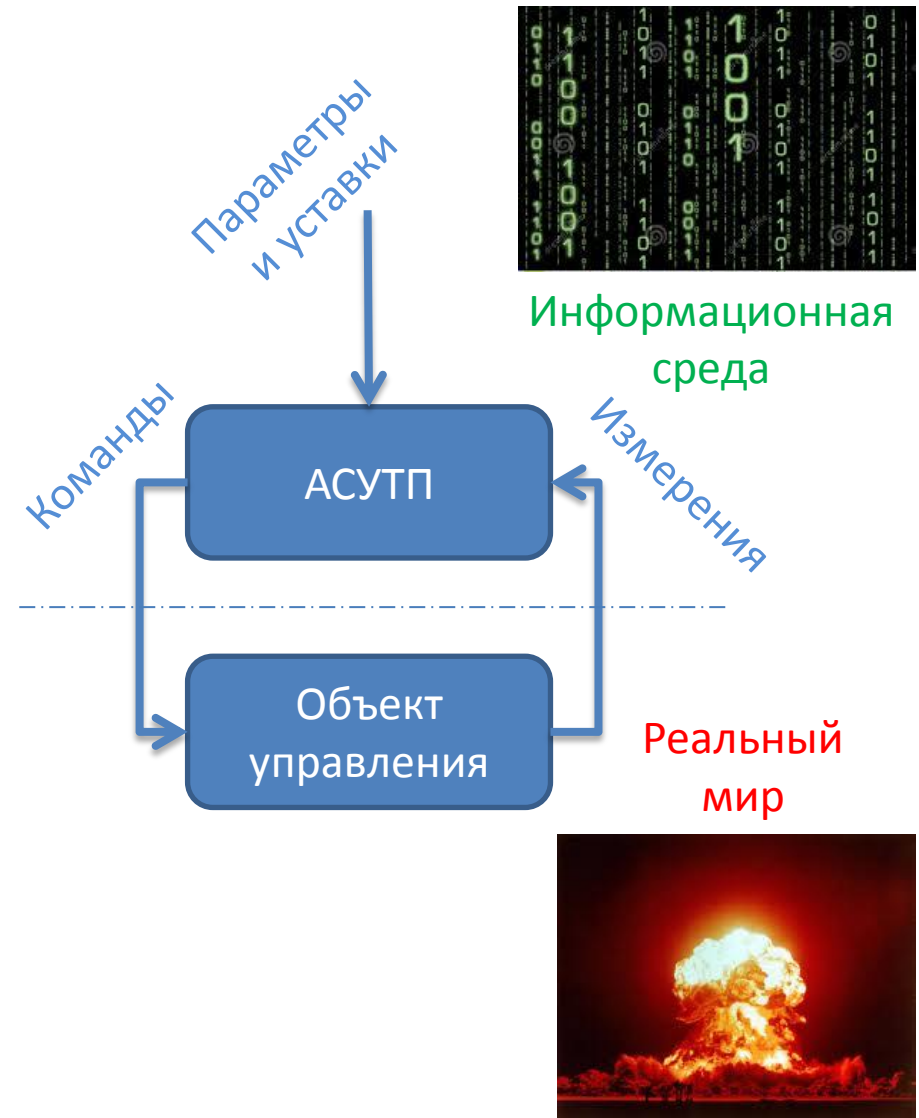 Параметры
и уставки
Информационная
среда
Команды
АСУТП
Измерения
Объект
управления
Реальный
мир